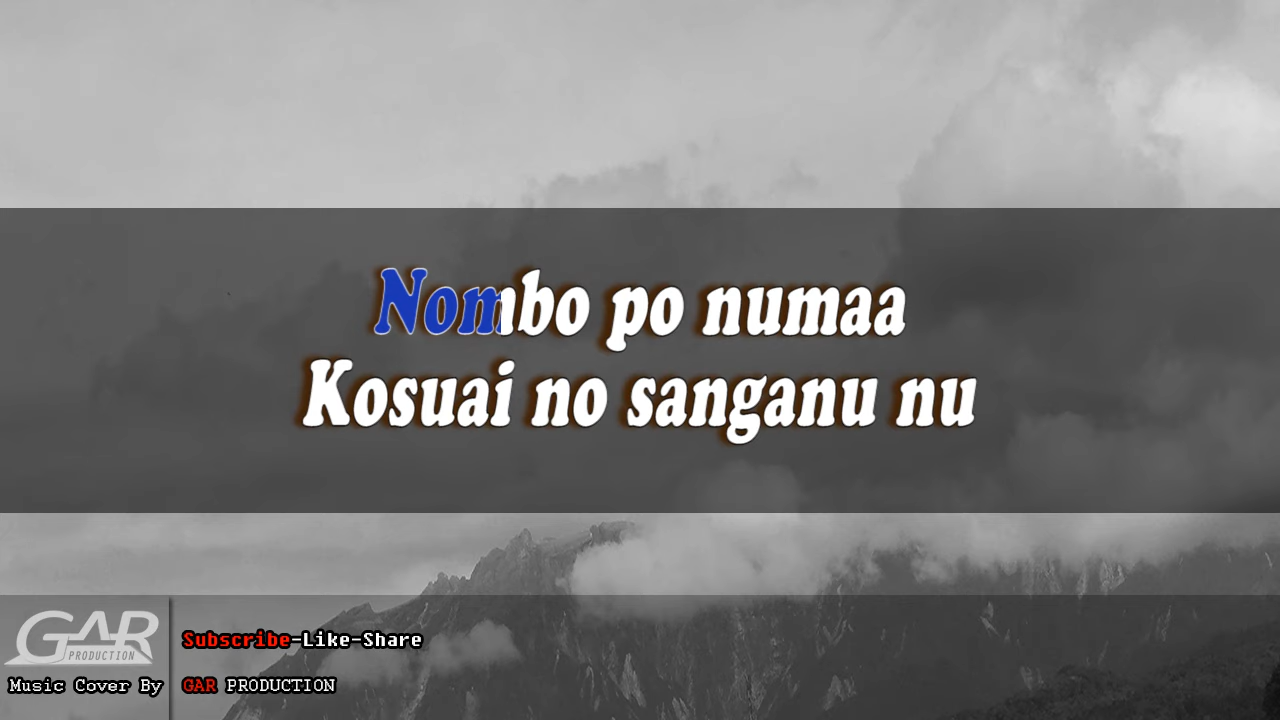 Nombo po numaa
Kosuai no sanganu nu
GAR
PRODUCTION
Subscribe-Like-Share
Music Cover By GAR PRODUCTION